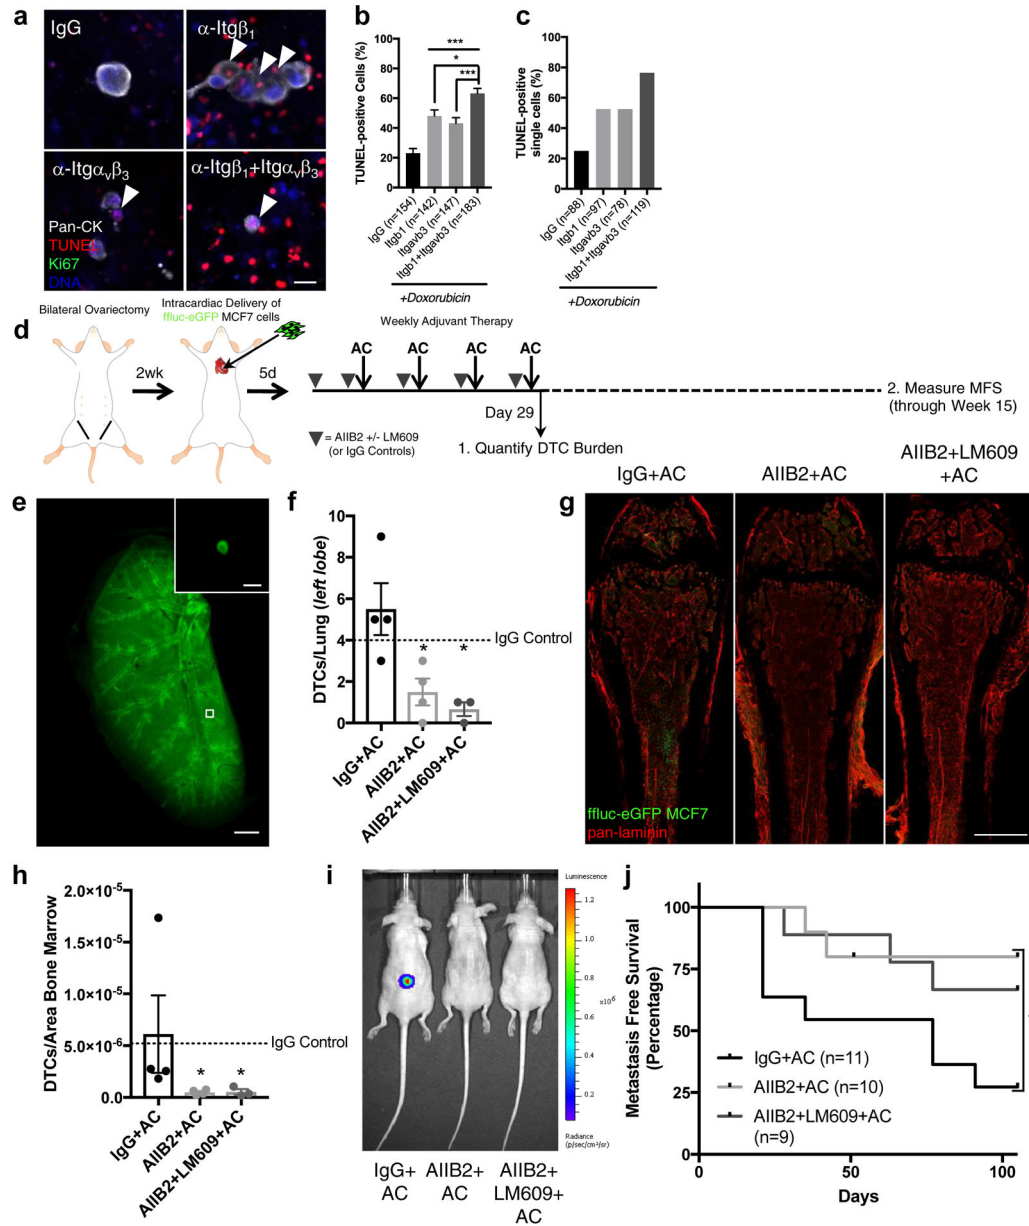 a
IgG
α-Itgβ1
α-Itgαvβ3
α-Itgβ1+Itgαvβ3
Pan-CK
TUNEL
Ki67
DNA
b
TUNEL-positive Cells (%)
100
80
60
40
20
0
***
*
***
IgG (n=154)
Itgb1 (n=142)
Itgavb3 (n=147)
Itgb1+Itgavb3 (n=183)
+Doxorubicin
c
TUNEL-positive
single cells (%)
100
80
60
40
20
0
IgG (n=88)
Itgb1 (n=97)
Itgavb3 (n=78)
Itgb1+Itgavb3 (n=119)
+Doxorubicin
d
Bilateral Ovariectomy
Intracardiac Delivery of
ffluc-eGFP MCF7 cells
2wk
5d
Weekly Adjuvant Therapy
AC AC AC AC
Day 29
= AIIB2 +/- LM609
(or IgG Controls)
1. Quantify DTC Burden
2. Measure MFS
(through Week 15)
e
f
DTCs/Lung (left lobe)
10
8
6
4
2
0
IgG Control
*
*
IgG+AC
AIIB2+AC
AIIB2+LM609+AC
g
IgG+AC
AIIB2+AC
AIIB2+LM609
+AC
ffluc-eGFP MCF7
pan-laminin
h
DTCs/Area Bone Marrow
2.0×10-5
1.5×10-5
1.0×10-5
5.0×10-6
0.0
IgG Control
*
*
IgG+AC
AIIB2+AC
AIIB2+LM609+AC
i
Luminescence
1.2
1.0
0.8
×10⁶
0.6
0.4
0.2
Radiance
(p/sec/cm²/sr)
IgG+
AC
AIIB2+
AC
AIIB2+
LM609+
AC
j
Metastasis Free Survival
(Percentage)
100
75
50
25
IgG+AC (n=11)
AIIB2+AC (n=10)
AIIB2+LM609+AC
(n=9)
0
50
100
Days